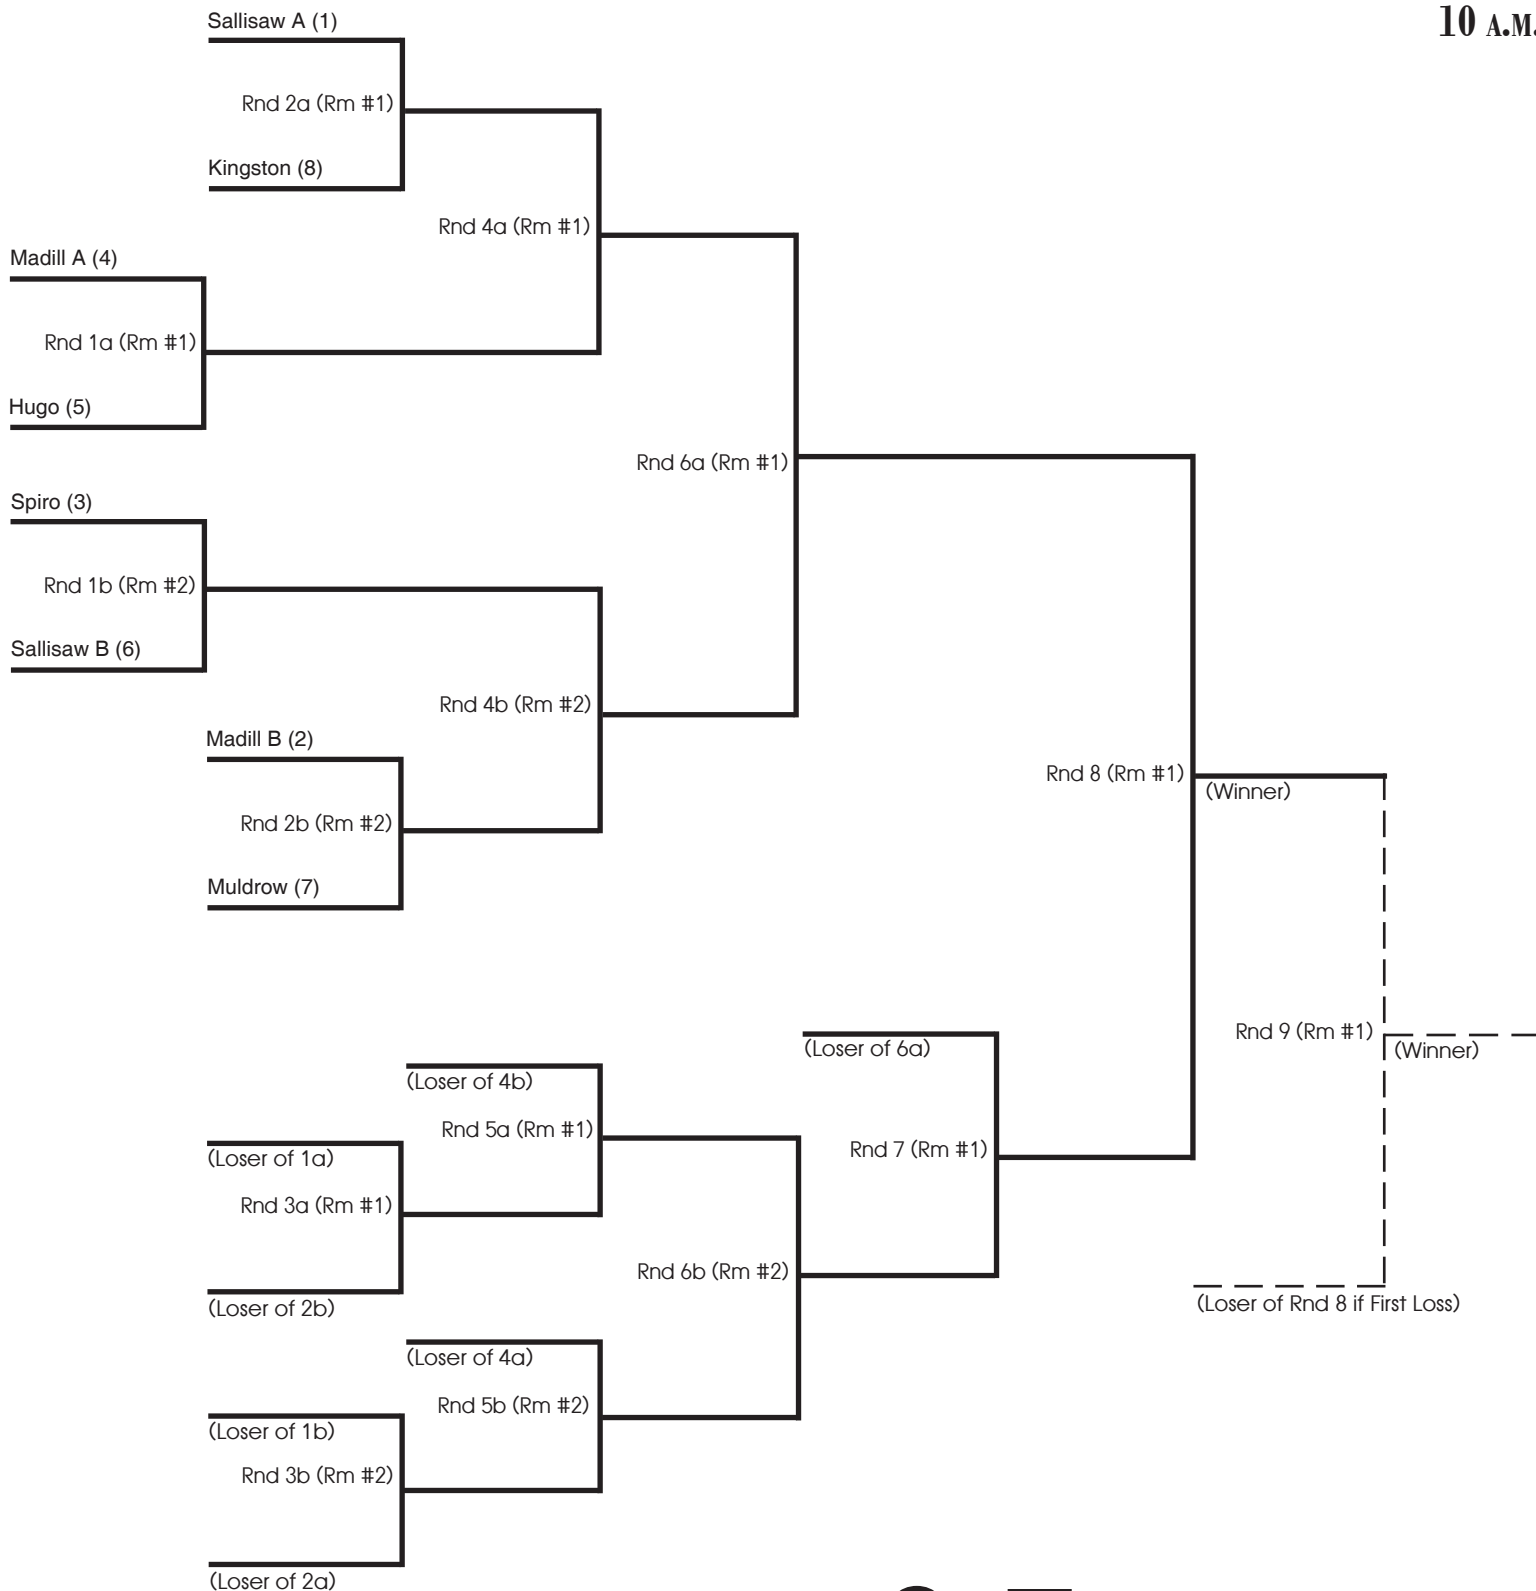 10 A.M.
Sallisaw A (1)
Rnd 2a (Rm #1)
Kingston (8)
Rnd 4a (Rm #1)
Madill A (4)
Rnd 1a (Rm #1)
Hugo (5)
Rnd 6a (Rm #1)
Spiro (3)
Rnd 1b (Rm #2)
Sallisaw B (6)
Rnd 4b (Rm #2)
Madill B (2)
Rnd 2b (Rm #2)
Muldrow (7)
Rnd 8 (Rm #1)
(Winner)
Rnd 9 (Rm #1)
(Winner)
(Loser of 6a)
(Loser of 4b)
Rnd 5a (Rm #1)
Rnd 7 (Rm #1)
(Loser of 1a)
Rnd 3a (Rm #1)
Rnd 6b (Rm #2)
(Loser of 2b)
(Loser of Rnd 8 if First Loss)
(Loser of 4a)
Rnd 5b (Rm #2)
(Loser of 1b)
Rnd 3b (Rm #2)
(Loser of 2a)